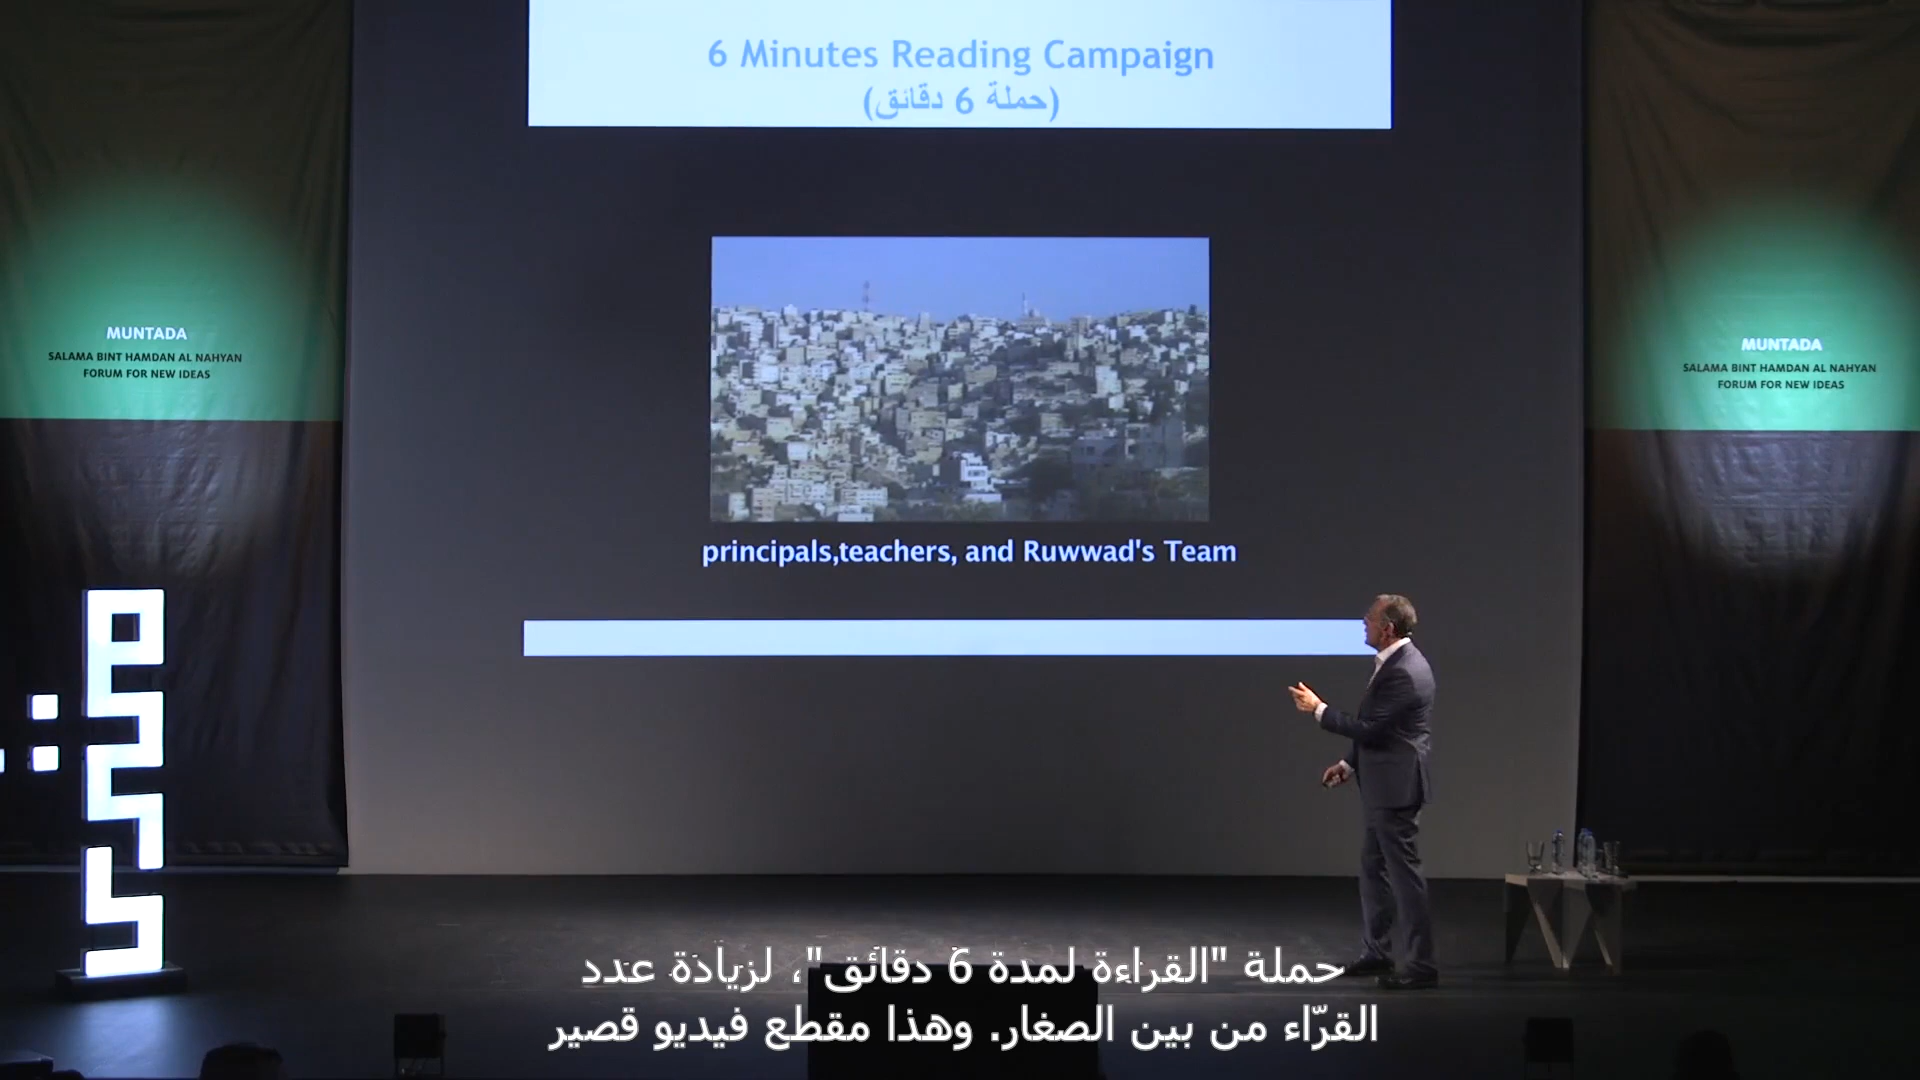 6 Minutes Reading Campaign
(حملة 6 دقائق)
MUNTADA
SALAMA BINT HAMDAN AL NAHYAN
FORUM FOR NEW IDEAS
MUNTADA
SALAMA BINT HAMDAN AL NAHYAN
FORUM FOR NEW IDEAS
principals,teachers, and Ruwwad's Team
حملة "القراءة لمدة 6 دقائق"، لزيادة عدد
القرّاء من بين الصغار. وهذا مقطع فيديو قصير